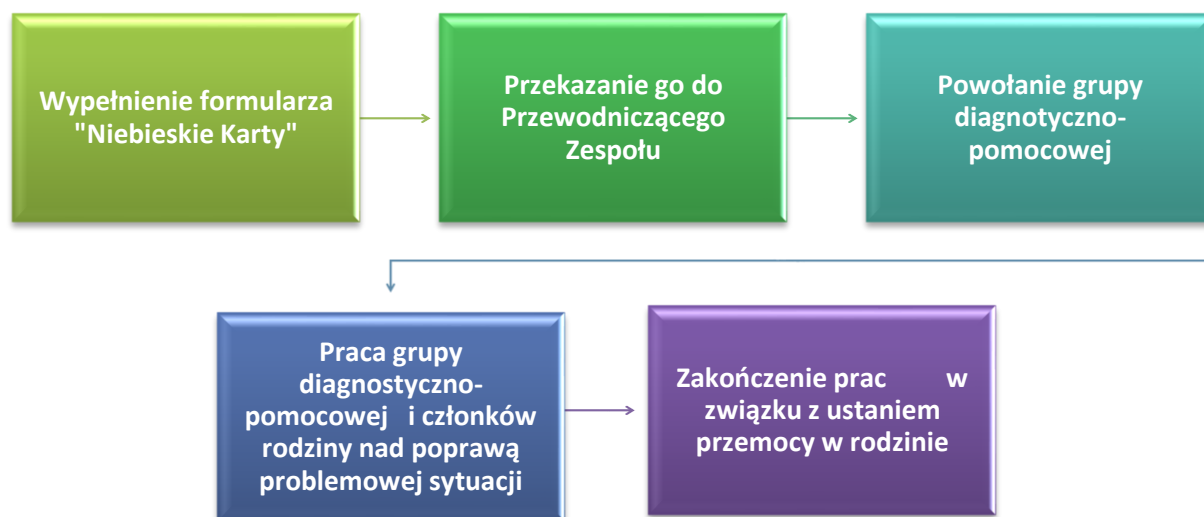 Wypełnienie formularza
"Niebieskie Karty"
Przekazanie go do
Przewodniczącego
Zespołu
Powołanie grupy
diagnotyczno-
pomocowej
Praca grupy
diagnostyczno-
pomocowej i członków
rodziny nad poprawą
problemowej sytuacji
Zakończenie prac w
związku z ustaniem
przemocy w rodzinie